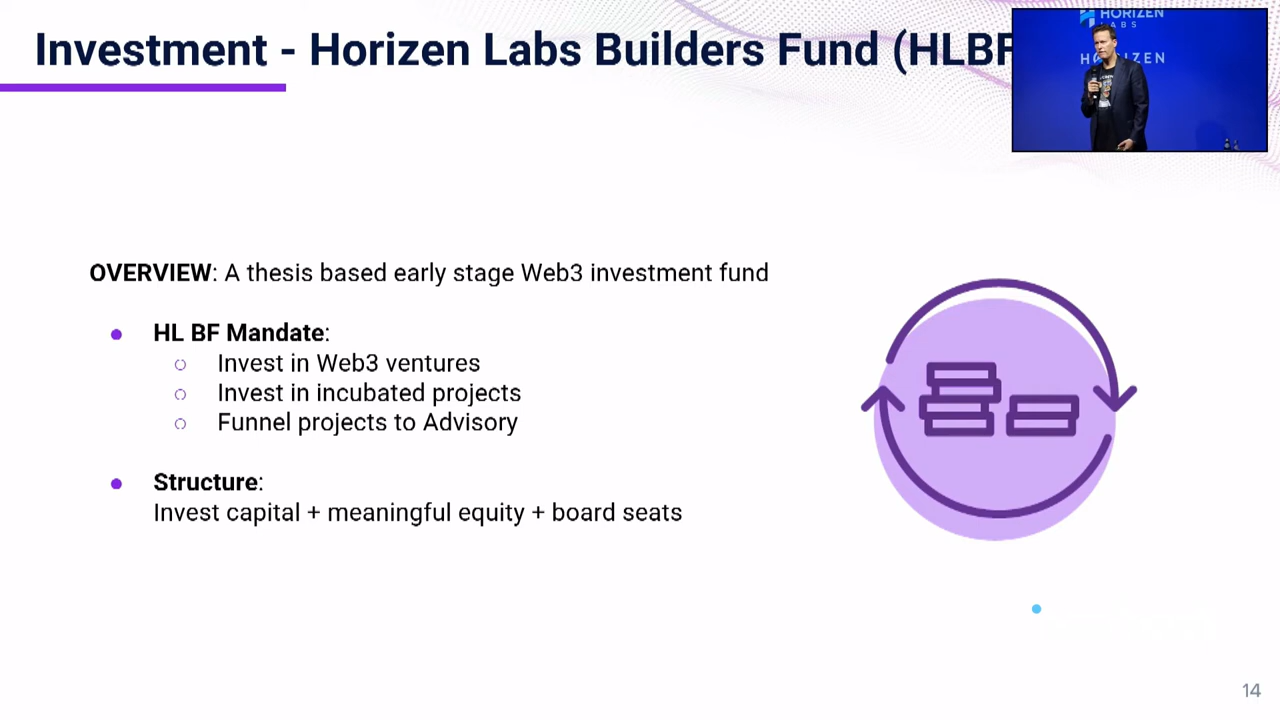 Investment - Horizen Labs Builders Fund (HLBF
HORIZEN
LABS
HORIZEN
OVERVIEW: A thesis based early stage Web3 investment fund
HL BF Mandate:
Invest in Web3 ventures
Invest in incubated projects
Funnel projects to Advisory
Structure:
Invest capital + meaningful equity + board seats
14